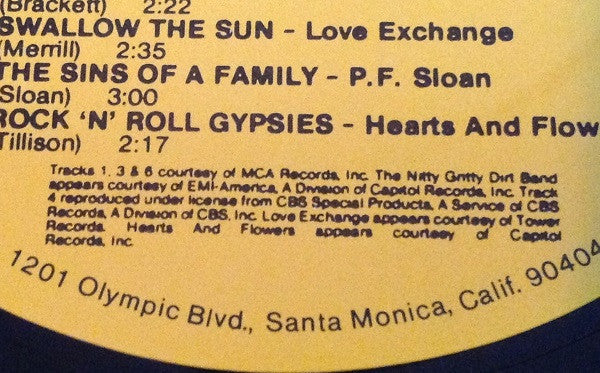 (Brackett) 2:22
SWALLOW THE SUN - Love Exchange
(Merrill) 2:35
THE SINS OF A FAMILY - P.F. Sloan
Sloan) 3:00
ROCK 'N' ROLL GYPSIES - Hearts And Flow
Tillison) 2:17
Tracks 1, 3 & 6 courtesy of MCA Records, Inc. The Nitty Gritty Dirt Band
appears courtesy of EMI-America, A Division of Capitol Records, Inc. Track
4 reproduced under license from CBS Special Products, A Service of CBS
Records, A Division of CBS, Inc. Love Exchange appears courtesy of Tower
Records. Hearts And Flowers appears courtesy of Capitol
Records, Inc.
1201 Olympic Blvd., Santa Monica, Calif. 90404